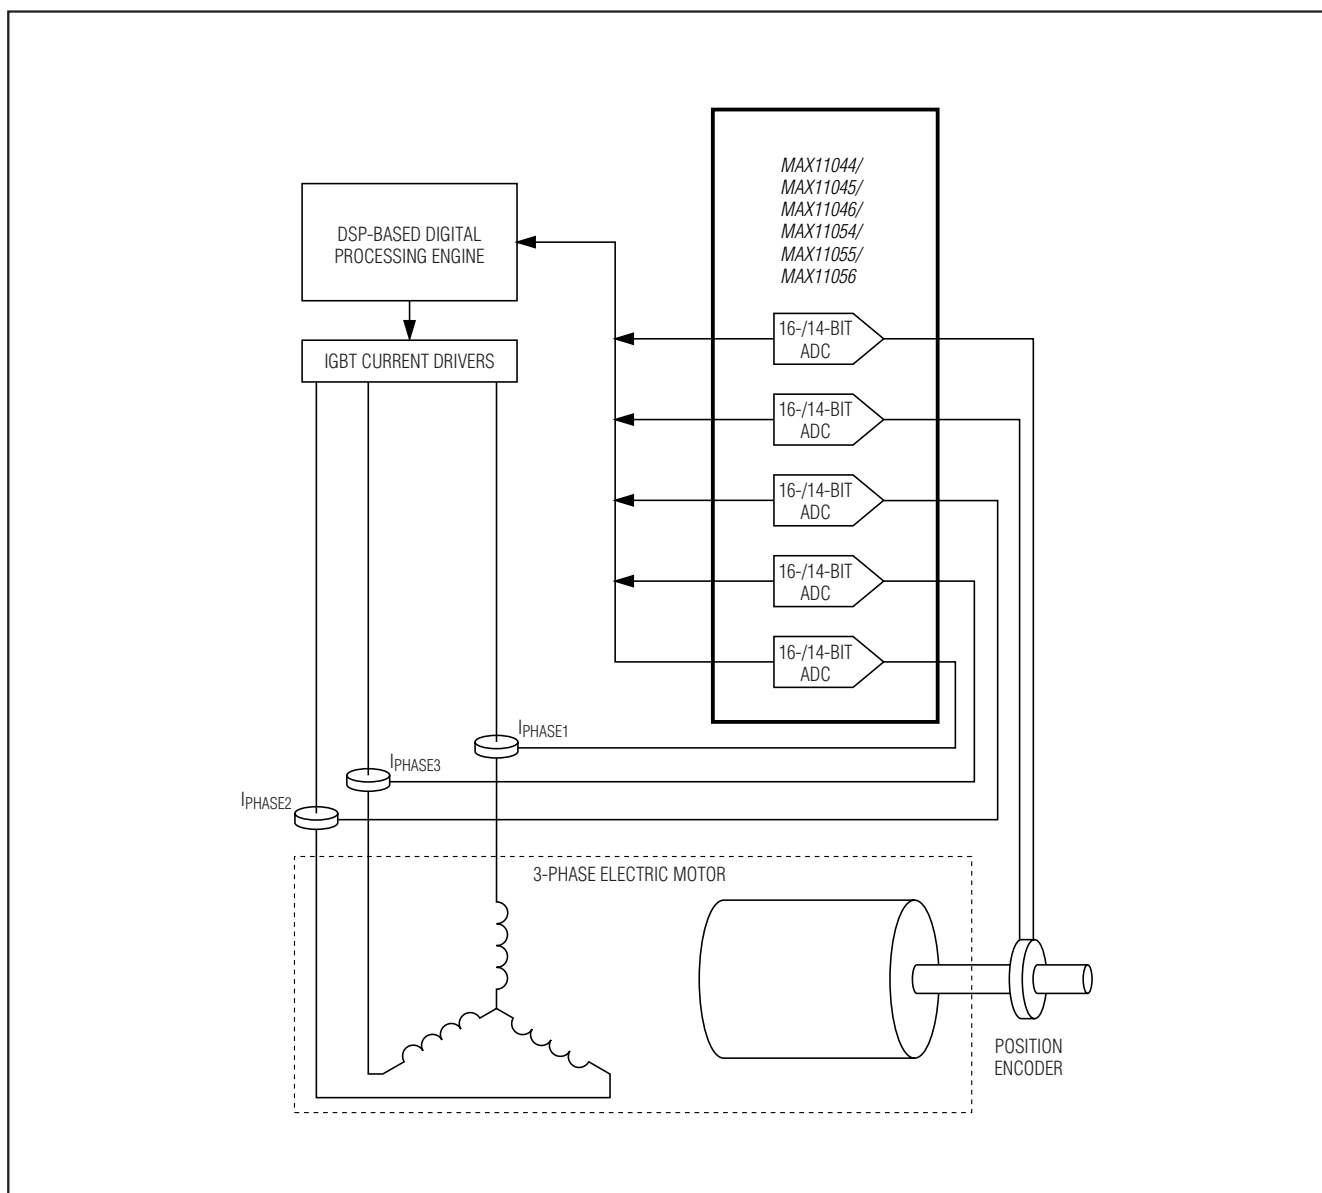 MAX11044/
MAX11045/
MAX11046/
MAX11054/
MAX11055/
MAX11056
DSP-BASED DIGITAL
PROCESSING ENGINE
16-/14-BIT
ADC
IGBT CURRENT DRIVERS
16-/14-BIT
ADC
16-/14-BIT
ADC
16-/14-BIT
ADC
16-/14-BIT
ADC
IPHASE1
IPHASE3
IPHASE2
3-PHASE ELECTRIC MOTOR
POSITION
ENCODER